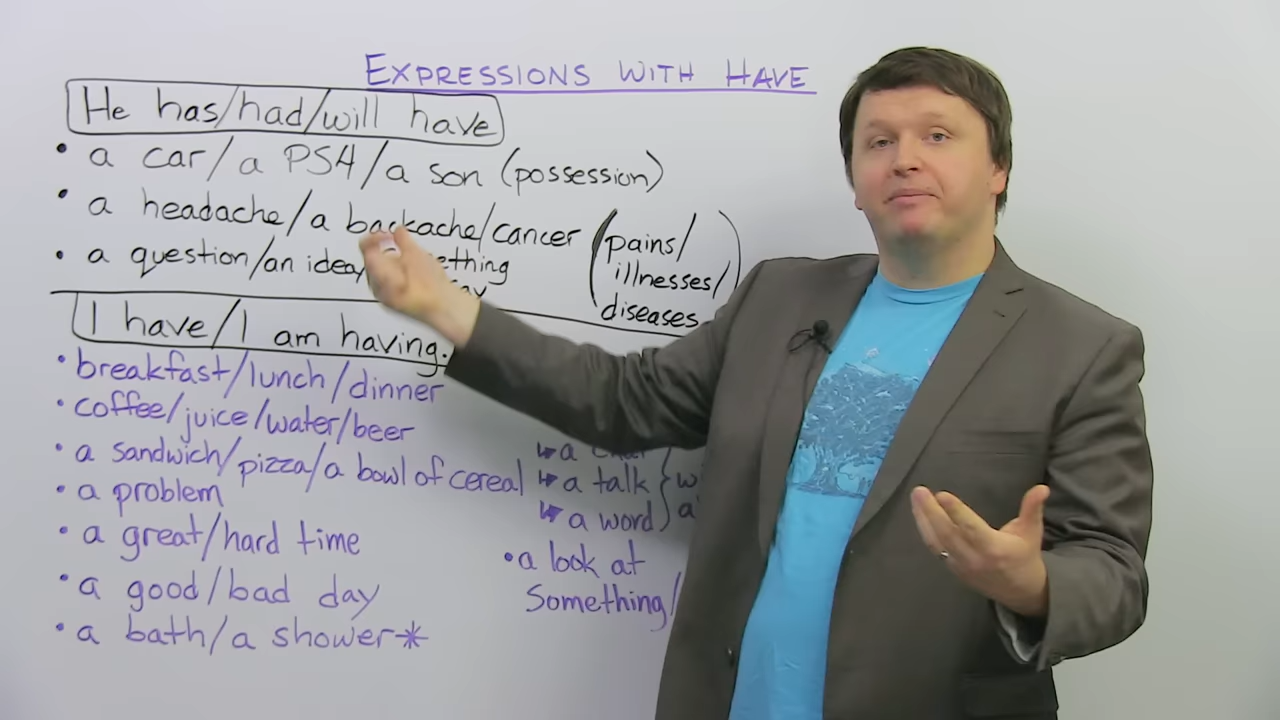 EXPRESSIONS WITH HAVE
He has/had/will have
• a car/a PS4/a son (possession)
• a headache/a backache/cancer (pains/
illnesses/
diseases
• a question/an idea/
I have/I am having.
• breakfast/lunch/dinner
• coffee/juice/water/beer
• a sandwich/pizza/a bowl of cereal
• a problem
• a great/hard time
• a good/bad day
• a bath/a shower*
↳ a
↳ a talk
↳ a word
• a look at
Something/